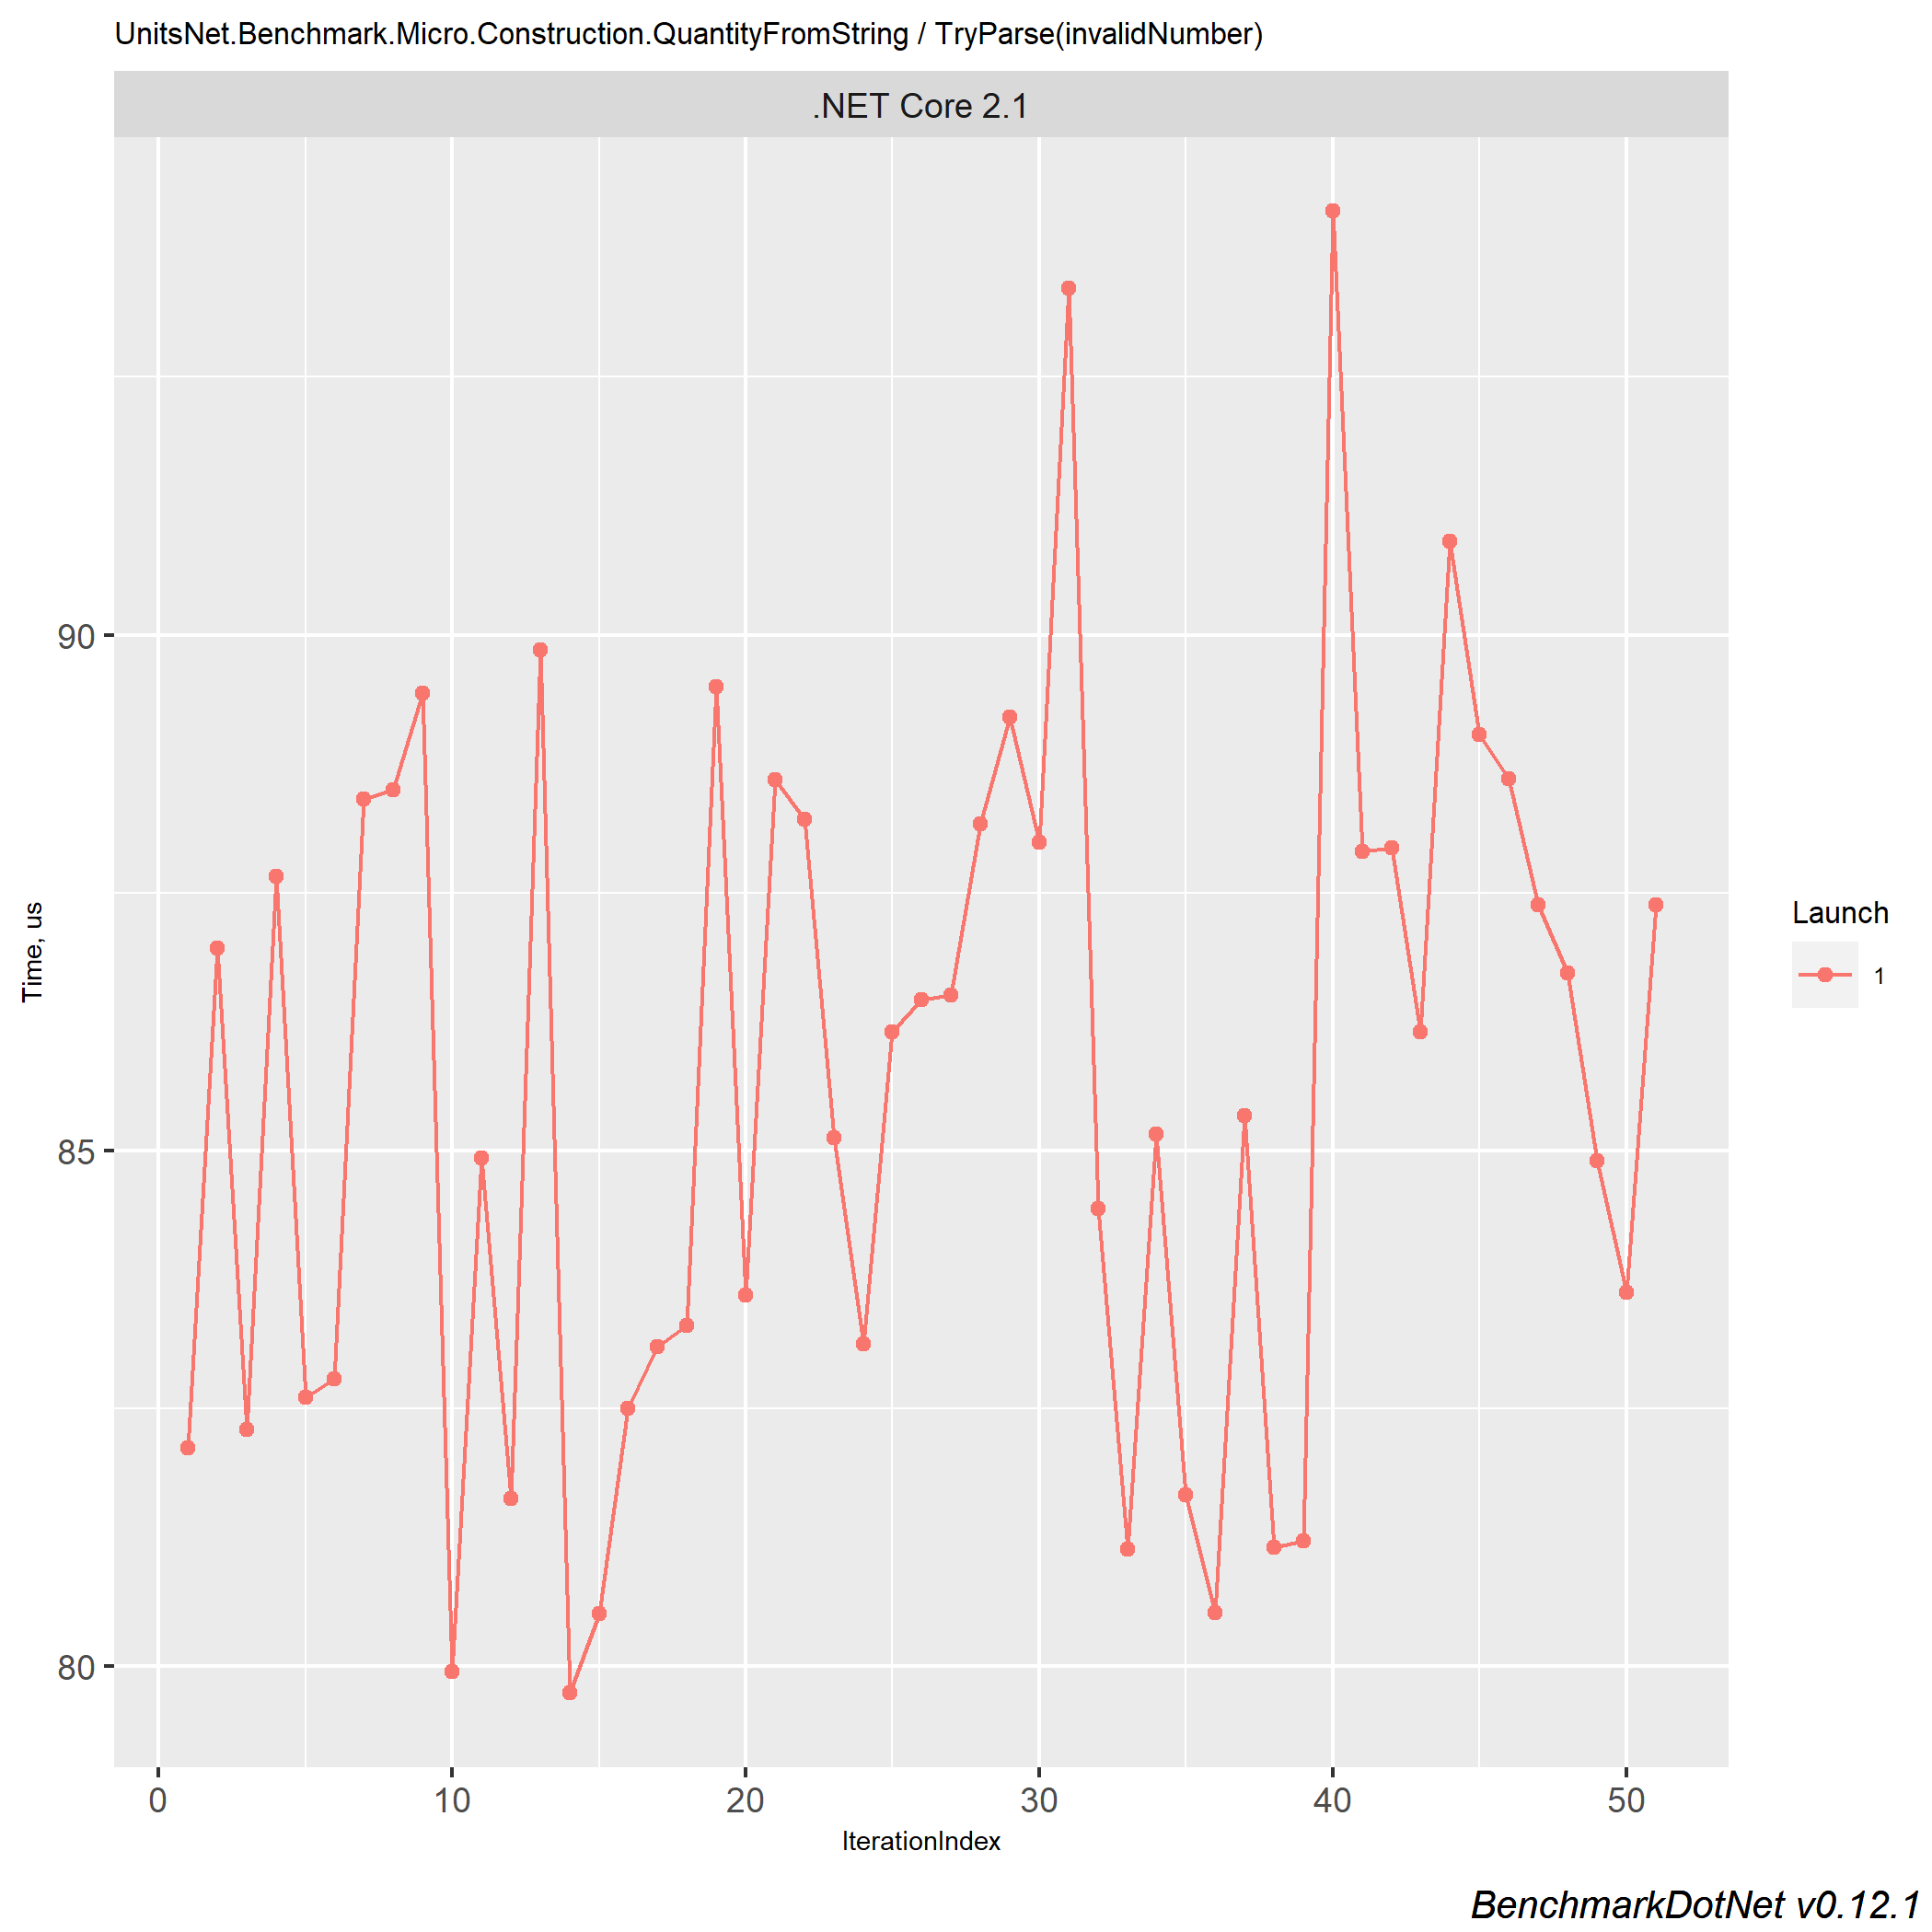 UnitsNet.Benchmark.Micro.Construction.QuantityFromString / TryParse(invalidNumber)
.NET Core 2.1
90
85
80
Time, us
0 10 20 30 40 50
IterationIndex
Launch
1
BenchmarkDotNet v0.12.1